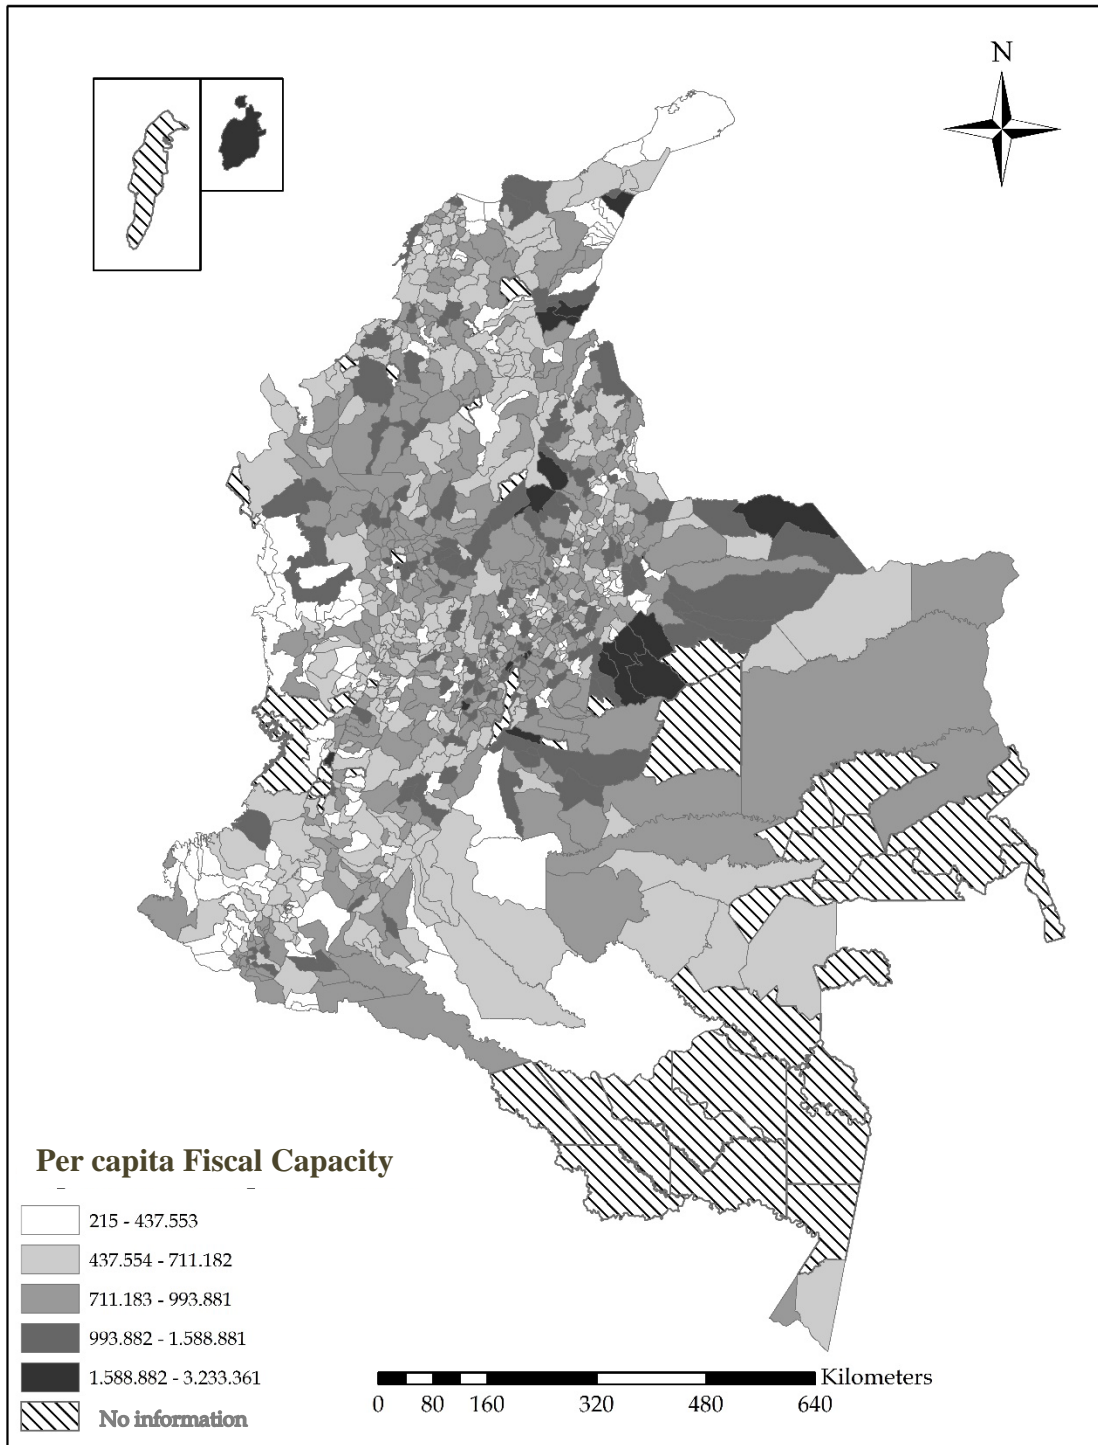 N
Per capita Fiscal Capacity
215 - 437.553
437.554 - 711.182
711.183 - 993.881
993.882 - 1.588.881
1.588.882 - 3.233.361
No information
Kilometers
0 80 160 320 480 640